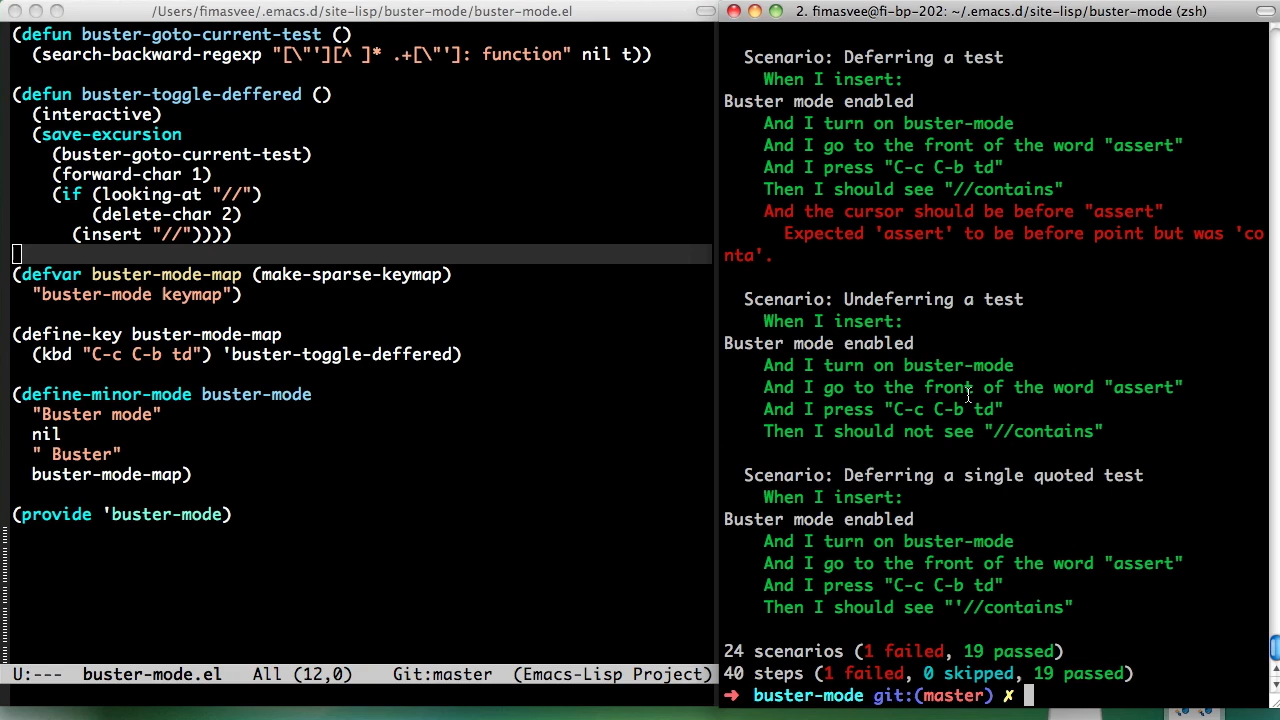 /Users/fimasvee/.emacs.d/site-lisp/buster-mode/buster-mode.el
(defun buster-goto-current-test ()
  (search-backward-regexp "[\"'][^ ]* .+[\"']: function" nil t))

(defun buster-toggle-deffered ()
  (interactive)
  (save-excursion
    (buster-goto-current-test)
    (forward-char 1)
    (if (looking-at "//")
        (delete-char 2)
      (insert "//"))))

(defvar buster-mode-map (make-sparse-keymap)
  "buster-mode keymap")

(define-key buster-mode-map
  (kbd "C-c C-b td") 'buster-toggle-deffered)

(define-minor-mode buster-mode
  "Buster mode"
  nil
  " Buster"
  buster-mode-map)

(provide 'buster-mode)
U:---  buster-mode.el   All (12,0)    Git:master  (Emacs-Lisp Project)
2. fimasvee@fi-bp-202: ~/.emacs.d/site-lisp/buster-mode (zsh)
  Scenario: Deferring a test
    When I insert:
Buster mode enabled
    And I turn on buster-mode
    And I go to the front of the word "assert"
    And I press "C-c C-b td"
    Then I should see "//contains"
    And the cursor should be before "assert"
      Expected 'assert' to be before point but was 'co
nta'.

  Scenario: Undeferring a test
    When I insert:
Buster mode enabled
    And I turn on buster-mode
    And I go to the front of the word "assert"
    And I press "C-c C-b td"
    Then I should not see "//contains"

  Scenario: Deferring a single quoted test
    When I insert:
Buster mode enabled
    And I turn on buster-mode
    And I go to the front of the word "assert"
    And I press "C-c C-b td"
    Then I should see "'//contains"

24 scenarios (1 failed, 19 passed)
40 steps (1 failed, 0 skipped, 19 passed)
➜  buster-mode git:(master) ✗